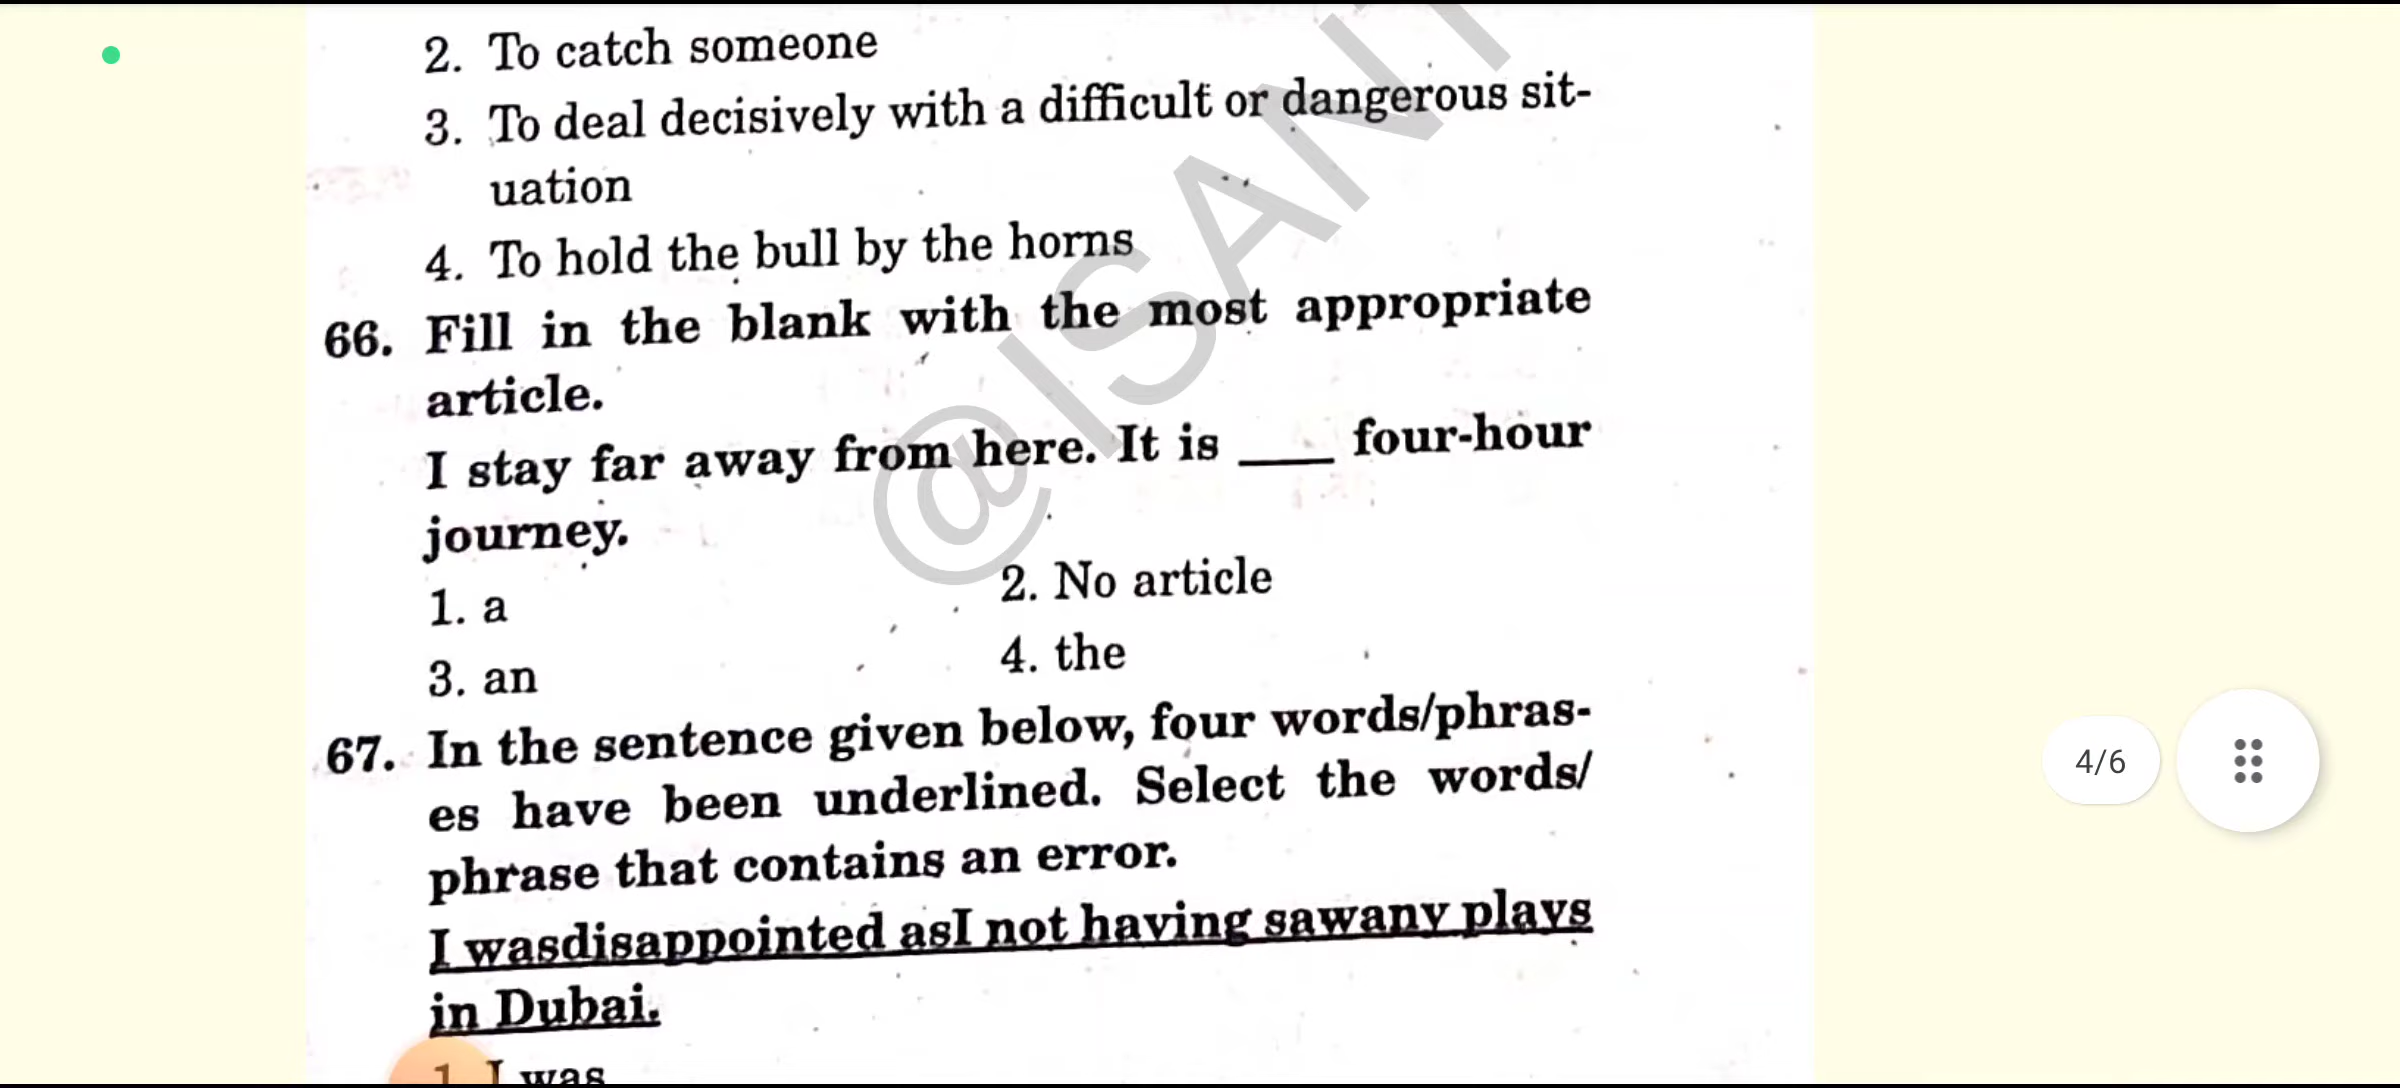 2. To catch someone
3. To deal decisively with a difficult or dangerous sit-
uation
4. To hold the bull by the horns
66. Fill in the blank with the most appropriate
article.
I stay far away from here. It is ____ four-hour
journey.
1. a 2. No article
3. an 4. the
67. In the sentence given below, four words/phras-
es have been underlined. Select the words/
phrase that contains an error.
I wasdisappointed asI not having sawany plays
in Dubai.
1. I was
@ISANT
4/6